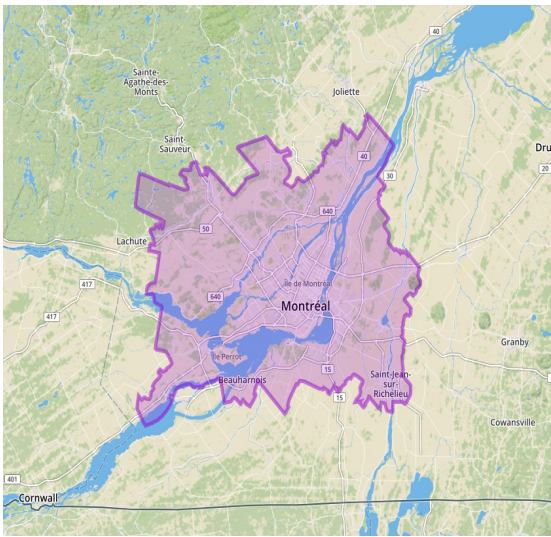 40
Sainte-
Agathe-des-
Monts
Joliette
Saint-
Sauveur
Dru
40
20
30
640
50
Lachute
417
Île de Montréal
640
Montréal
417
Granby
Île Perrot
15
Beauharnois
Saint-Jean-
sur-
Richelieu
15
Cowansville
401
Cornwall